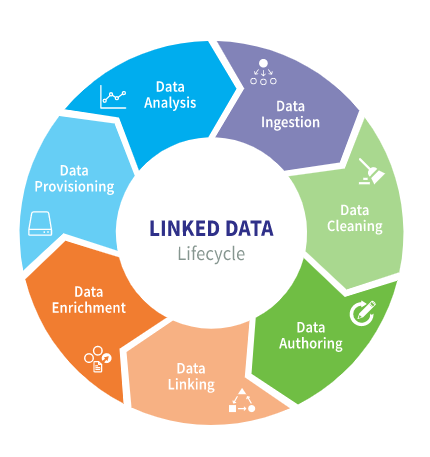 LINKED DATA
Lifecycle
Data
Ingestion
Data
Cleaning
Data
Authoring
Data
Linking
Data
Enrichment
Data
Provisioning
Data
Analysis